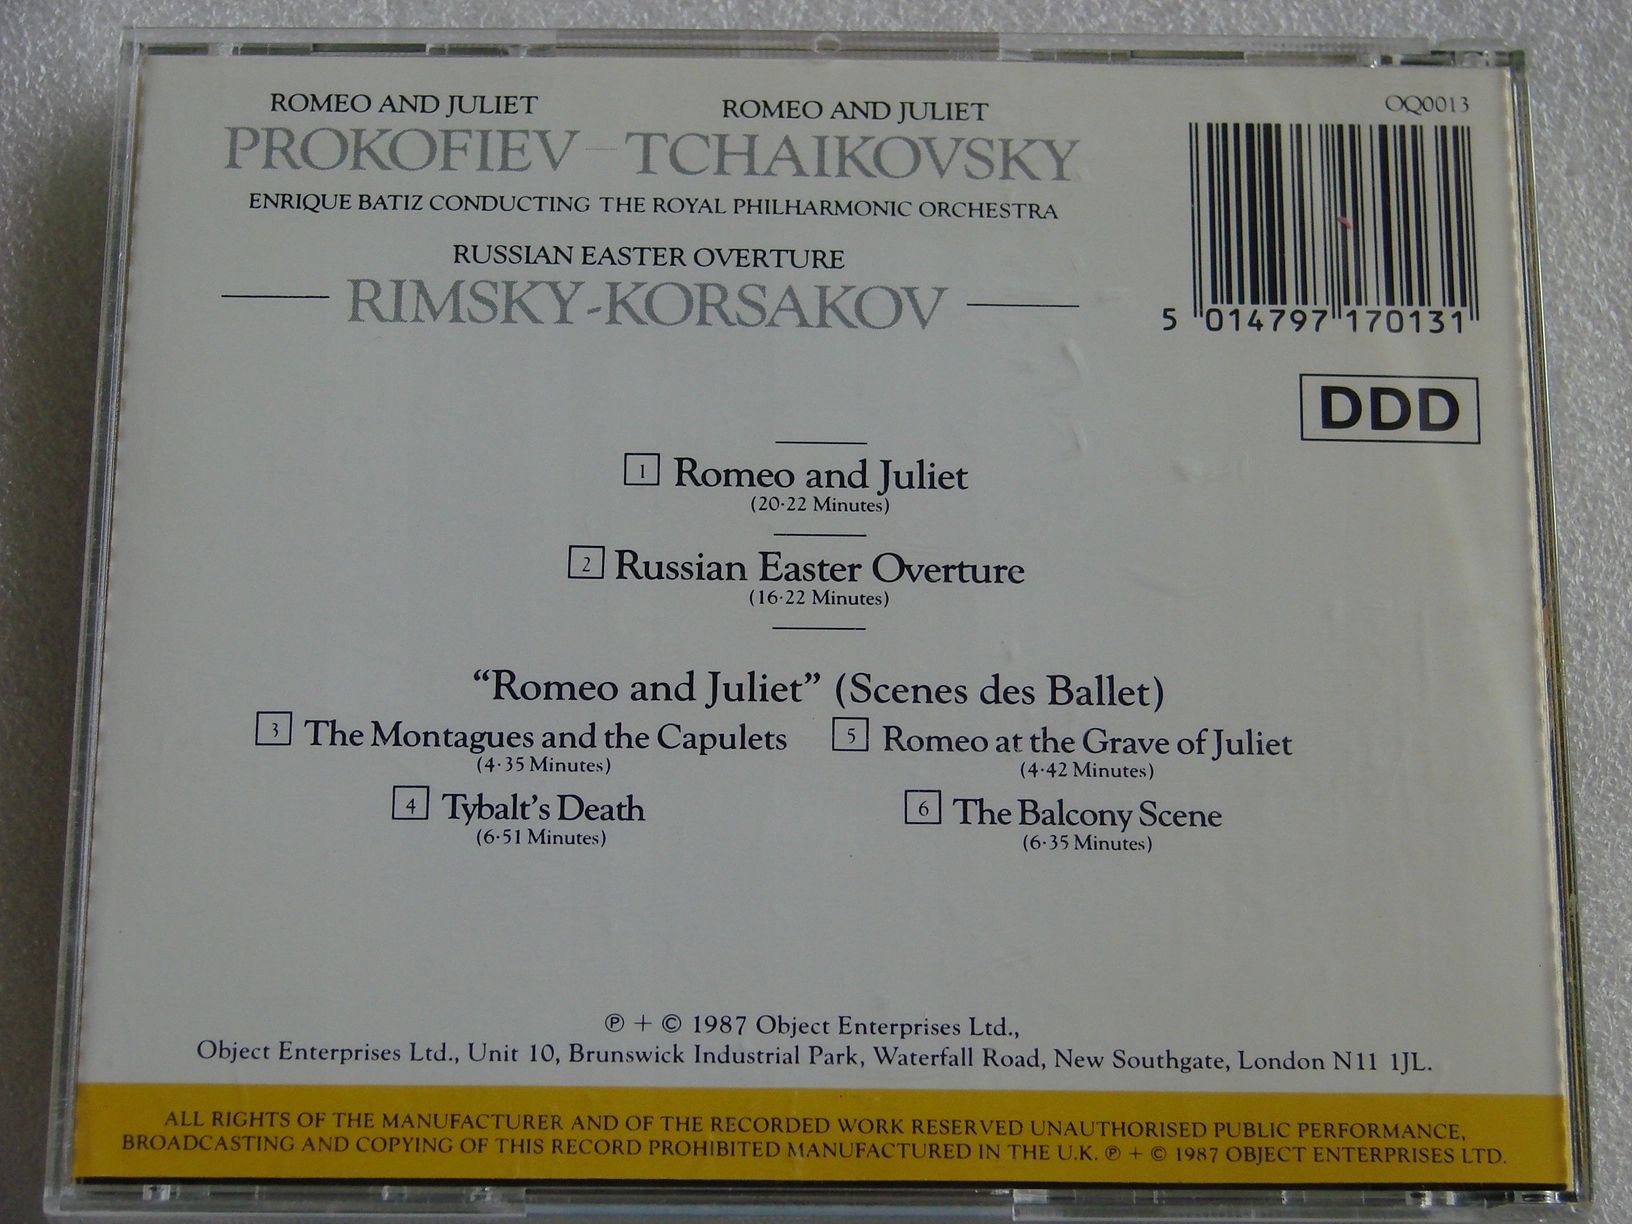 ROMEO AND JULIET
ROMEO AND JULIET
OQ0013
PROKOFIEV – TCHAIKOVSKY
ENRIQUE BATIZ CONDUCTING THE ROYAL PHILHARMONIC ORCHESTRA
RUSSIAN EASTER OVERTURE
RIMSKY-KORSAKOV
5 014797 170131
DDD
1 Romeo and Juliet
(20·22 Minutes)
2 Russian Easter Overture
(16·22 Minutes)
“Romeo and Juliet” (Scenes des Ballet)
3 The Montagues and the Capulets
(4·35 Minutes)
4 Tybalt’s Death
(6·51 Minutes)
5 Romeo at the Grave of Juliet
(4·42 Minutes)
6 The Balcony Scene
(6·35 Minutes)
℗ + © 1987 Object Enterprises Ltd.,
Object Enterprises Ltd., Unit 10, Brunswick Industrial Park, Waterfall Road, New Southgate, London N11 1JL.
ALL RIGHTS OF THE MANUFACTURER AND OF THE RECORDED WORK RESERVED UNAUTHORISED PUBLIC PERFORMANCE,
BROADCASTING AND COPYING OF THIS RECORD PROHIBITED MANUFACTURED IN THE U.K. ℗ + © 1987 OBJECT ENTERPRISES LTD.